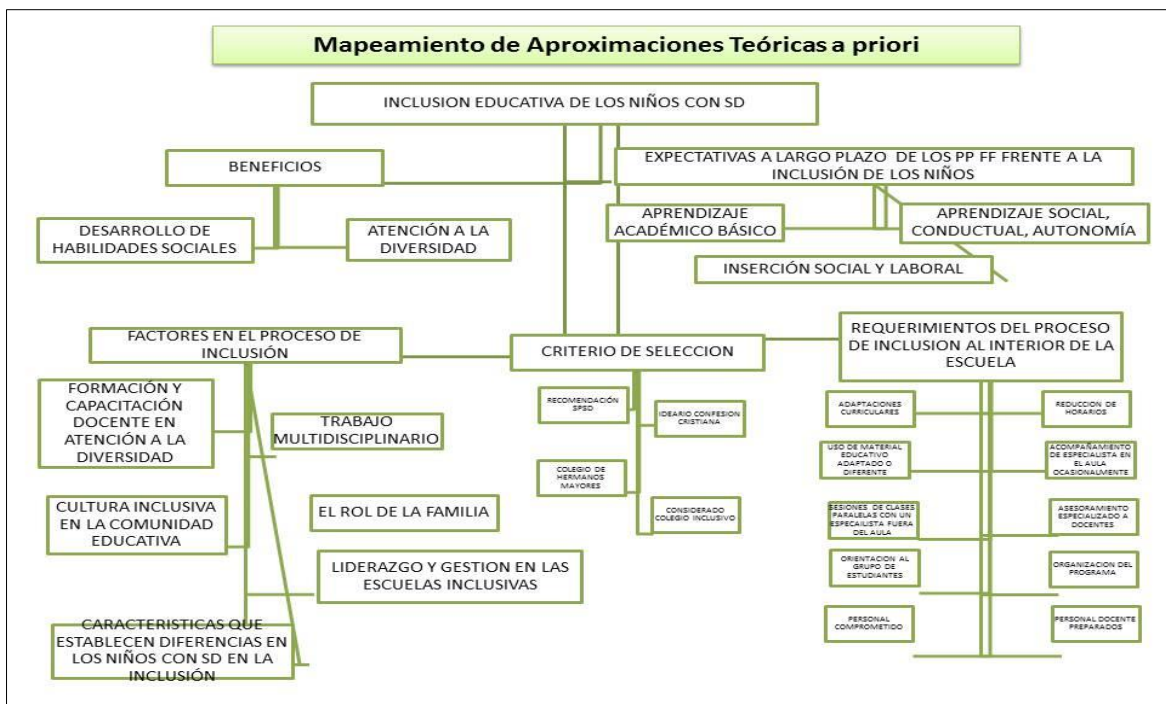 Mapeamiento de Aproximaciones Teóricas a priori
INCLUSION EDUCATIVA DE LOS NIÑOS CON SD
BENEFICIOS
DESARROLLO DE
HABILIDADES SOCIALES
ATENCIÓN A LA
DIVERSIDAD
EXPECTATIVAS A LARGO PLAZO DE LOS PP FF FRENTE A LA
INCLUSIÓN DE LOS NIÑOS
APRENDIZAJE
ACADÉMICO BÁSICO
APRENDIZAJE SOCIAL,
CONDUCTUAL, AUTONOMÍA
INSERCIÓN SOCIAL Y LABORAL
FACTORES EN EL PROCESO DE
INCLUSIÓN
FORMACIÓN Y
CAPACITACIÓN
DOCENTE EN
ATENCIÓN A LA
DIVERSIDAD
TRABAJO
MULTIDISCIPLINARIO
CULTURA INCLUSIVA
EN LA COMUNIDAD
EDUCATIVA
EL ROL DE LA FAMILIA
LIDERAZGO Y GESTION EN LAS
ESCUELAS INCLUSIVAS
CARACTERISTICAS QUE
ESTABLECEN DIFERENCIAS EN
LOS NIÑOS CON SD EN LA
INCLUSIÓN
CRITERIO DE SELECCION
RECOMENDACIÓN
SPSD
IDEARIO CONFESION
CRISTIANA
COLEGIO DE
HERMANOS
MAYORES
CONSIDERADO
COLEGIO INCLUSIVO
REQUERIMIENTOS DEL PROCESO
DE INCLUSION AL INTERIOR DE LA
ESCUELA
ADAPTACIONES
CURRICULARES
REDUCCION DE
HORARIOS
USO DE MATERIAL
EDUCATIVO
ADAPTADO O
DIFERENTE
ACOMPAÑAMIENTO
DE ESPECIALISTA EN
EL AULA
OCASIONALMENTE
SESIONES DE CLASES
PARALELAS CON UN
ESPECAILISTA FUERA
DEL AULA
ASESORAMIENTO
ESPECIALIZADO A
DOCENTES
ORIENTACION AL
GRUPO DE
ESTUDIANTES
ORGANIZACION DEL
PROGRAMA
PERSONAL
COMPROMETIDO
PERSONAL DOCENTE
PREPARADOS